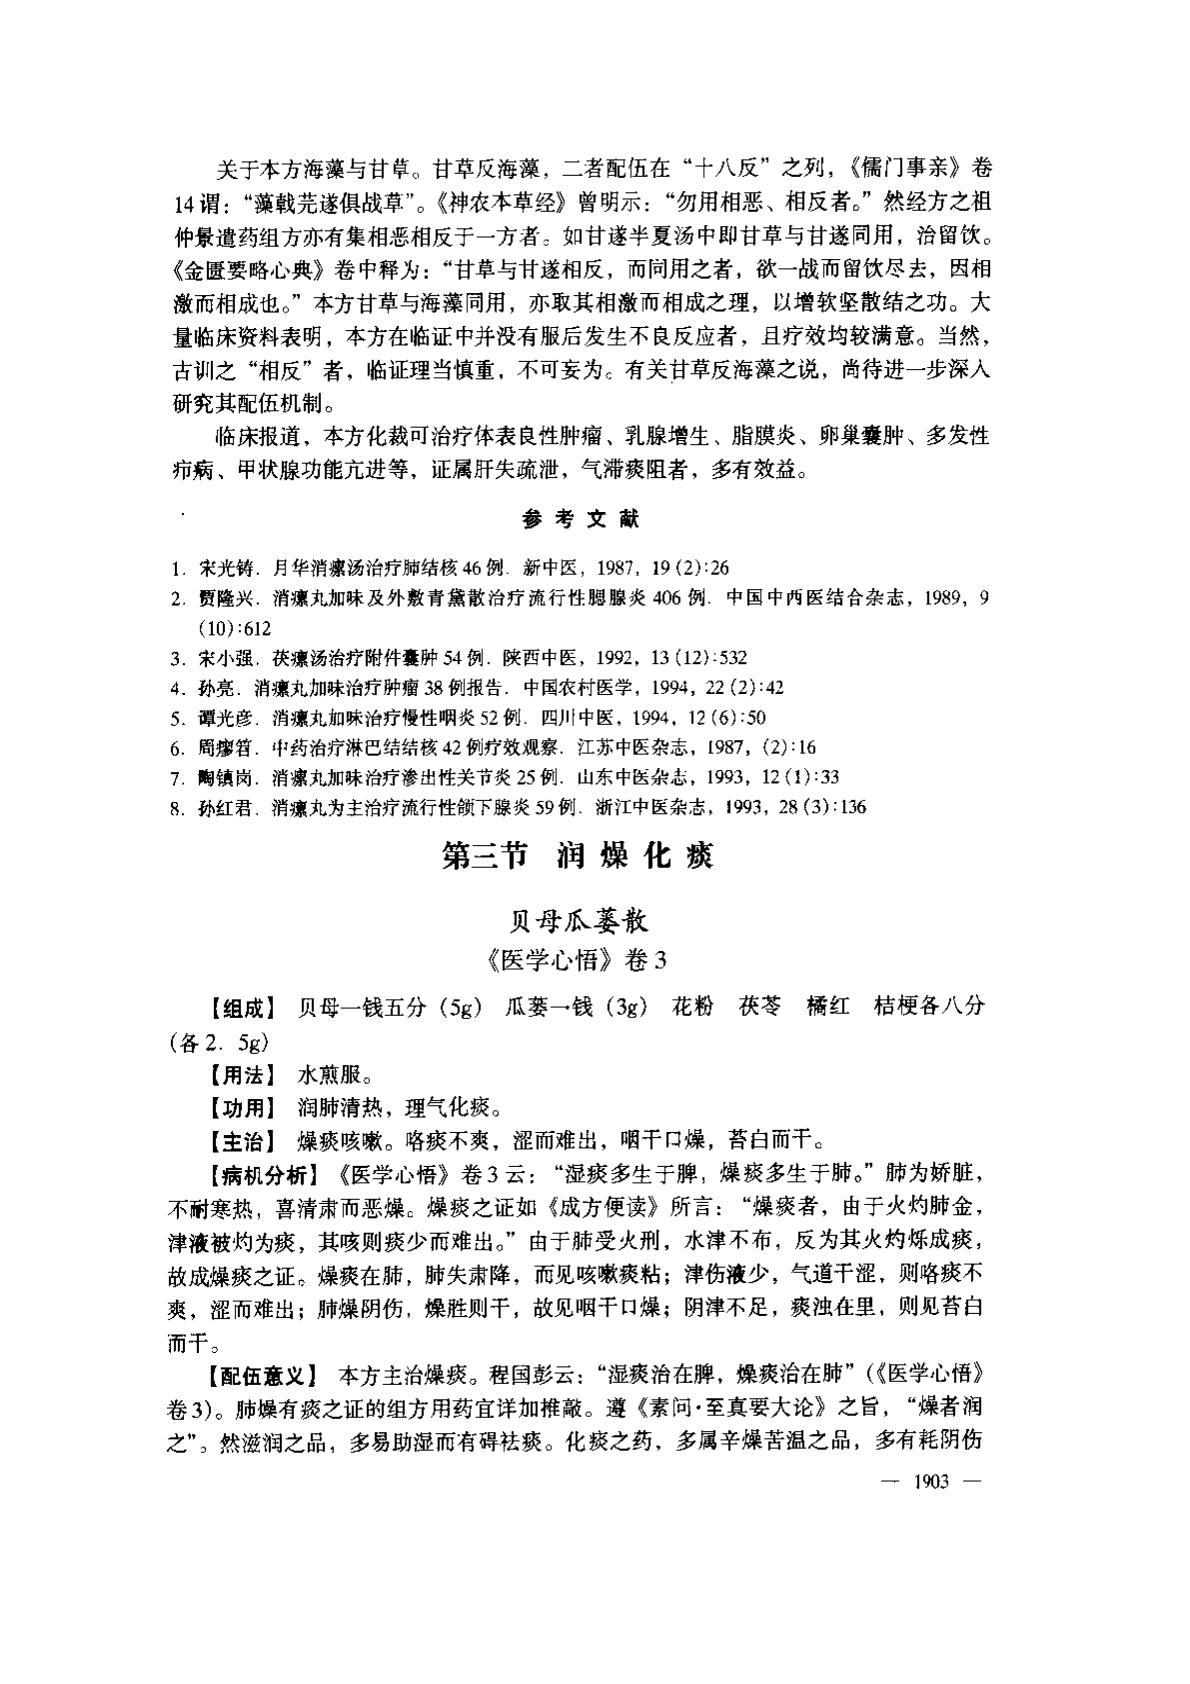 关于本方海藻与甘草。甘草反海藻，二者配伍在“十八反”之列，《儒门事亲》卷
14谓：“藻戟芫遂俱战草”。《神农本草经》曾明示：“勿用相恶、相反者。”然经方之祖
仲景遣药组方亦有集相恶相反于一方者。如甘遂半夏汤中即甘草与甘遂同用，治留饮。
《金匮要略心典》卷中释为：“甘草与甘遂相反，而同用之者，欲一战而留饮尽去，因相
激而相成也。”本方甘草与海藻同用，亦取其相激而相成之理，以增软坚散结之功。大
量临床资料表明，本方在临证中并没有服后发生不良反应者，且疗效均较满意。当然，
古训之“相反”者，临证理当慎重，不可妄为。有关甘草反海藻之说，尚待进一步深入
研究其配伍机制。
临床报道，本方化裁可治疗体表良性肿瘤、乳腺增生、脂膜炎、卵巢囊肿、多发性
疖病、甲状腺功能亢进等，证属肝失疏泄，气滞痰阻者，多有效益。
参考文献
1. 宋光铸．月华消瘰汤治疗肺结核46例．新中医，1987，19（2）:26
2. 贾隆兴．消瘰丸加味及外敷青黛散治疗流行性腮腺炎406例．中国中西医结合杂志，1989，9
（10）:612
3. 宋小强．茯瘰汤治疗附件囊肿54例．陕西中医，1992，13（12）:532
4. 孙亮．消瘰丸加味治疗肿瘤38例报告．中国农村医学，1994，22（2）:42
5. 谭光彦．消瘰丸加味治疗慢性咽炎52例．四川中医，1994，12（6）:50
6. 周瘳．中药治疗淋巴结结核42例疗效观察．江苏中医杂志，1987，（2）:16
7. 陶镇岗．消瘰丸加味治疗渗出性关节炎25例．山东中医杂志，1993，12（1）:33
8. 孙红君．消瘰丸为主治疗流行性颌下腺炎59例．浙江中医杂志，1993，28（3）:136
第三节 润燥化痰
贝母瓜蒌散
《医学心悟》卷3
【组成】 贝母一钱五分（5g） 瓜蒌一钱（3g） 花粉 茯苓 橘红 桔梗各八分
（各2．5g）
【用法】 水煎服。
【功用】 润肺清热，理气化痰。
【主治】 燥痰咳嗽。咯痰不爽，涩而难出，咽干口燥，苔白而干。
【病机分析】《医学心悟》卷3云：“湿痰多生于脾，燥痰多生于肺。”肺为娇脏，
不耐寒热，喜清肃而恶燥。燥痰之证如《成方便读》所言：“燥痰者，由于火灼肺金，
津液被灼为痰，其咳则痰少而难出。”由于肺受火刑，水津不布，反为其火灼烁成痰，
故成燥痰之证。燥痰在肺，肺失肃降，而见咳嗽痰粘；津伤液少，气道干涩，则咯痰不
爽，涩而难出；肺燥阴伤，燥胜则干，故见咽干口燥；阴津不足，痰浊在里，则见苔白
而干。
【配伍意义】 本方主治燥痰。程国彭云：“湿痰治在脾，燥痰治在肺”（《医学心悟》
卷3）。肺燥有痰之证的组方用药宜详加推敲。遵《素问·至真要大论》之旨，“燥者润
之”。然滋润之品，多易助湿而有碍祛痰。化痰之药，多属辛燥苦温之品，多有耗阴伤
— 1903 —